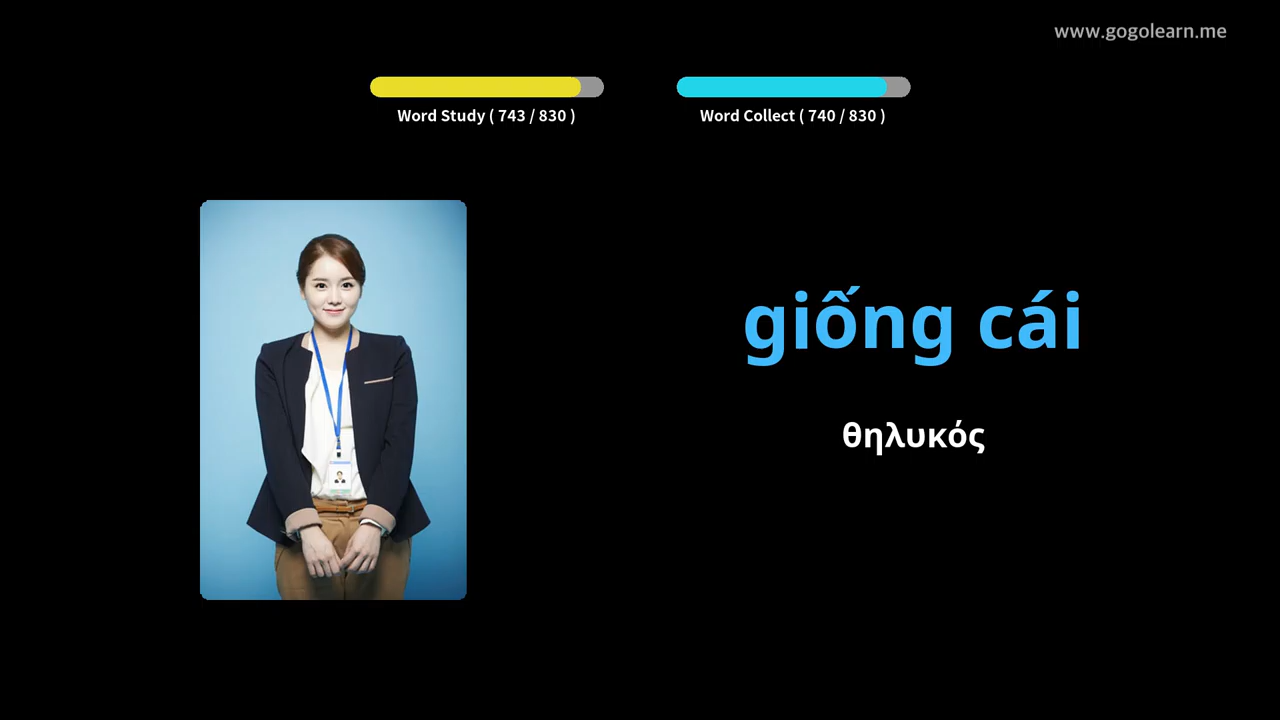 www.gogolearn.me
Word Study ( 743 / 830 )
Word Collect ( 740 / 830 )
giống cái
θηλυκός